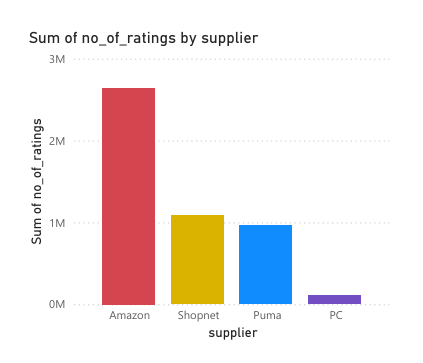 Sum of no_of_ratings by supplier
3M
2M
1M
0M
Sum of no_of_ratings
Amazon Shopnet Puma PC
supplier